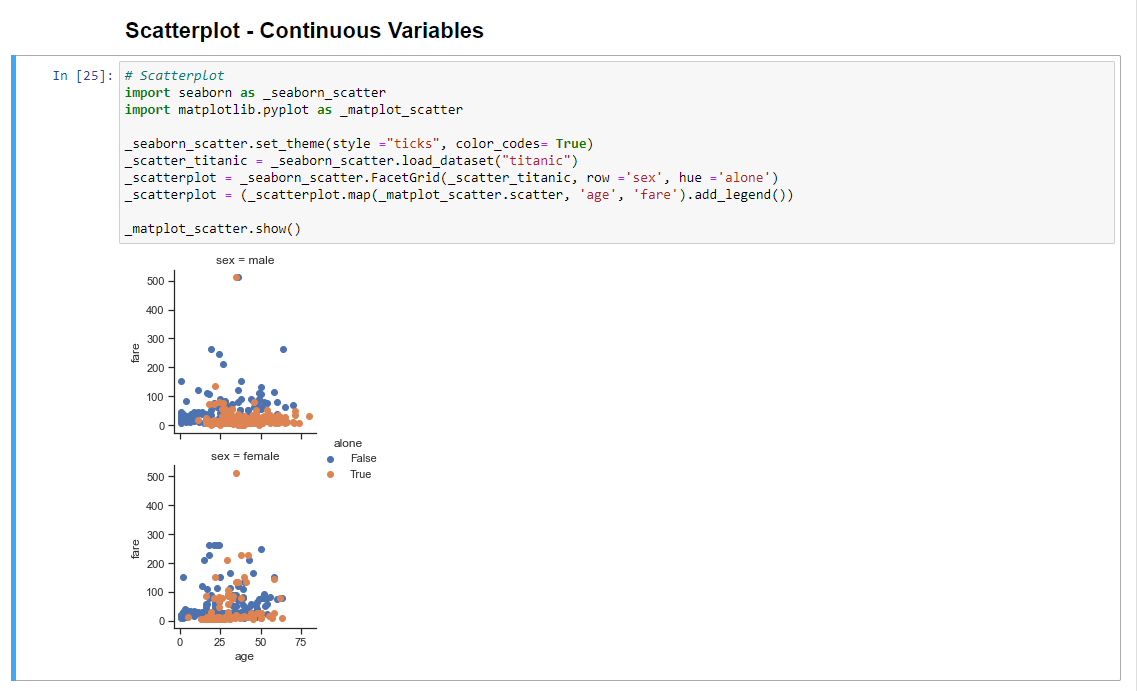 Scatterplot - Continuous Variables
In [25]:
# Scatterplot
import seaborn as _seaborn_scatter
import matplotlib.pyplot as _matplot_scatter
_seaborn_scatter.set_theme(style ="ticks", color_codes= True)
_scatter_titanic = _seaborn_scatter.load_dataset("titanic")
_scatterplot = _seaborn_scatter.FacetGrid(_scatter_titanic, row ='sex', hue ='alone')
_scatterplot = (_scatterplot.map(_matplot_scatter.scatter, 'age', 'fare').add_legend())
_matplot_scatter.show()
sex = male
500
400
300
200
100
0
fare
alone
False
True
sex = female
500
400
300
200
100
0
fare
0 25 50 75
age